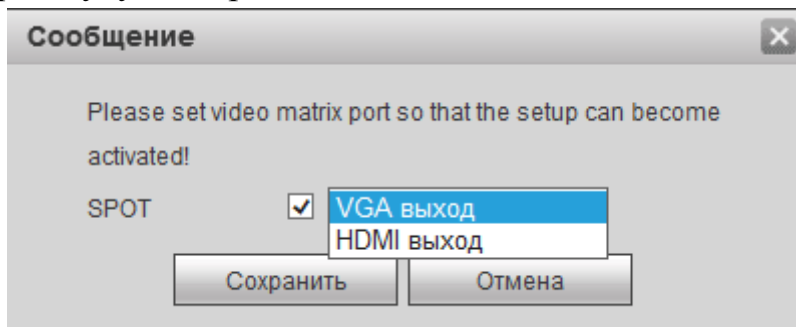 Сообщение
Please set video matrix port so that the setup can become
activated!
SPOT VGA выход
HDMI выход
Сохранить Отмена